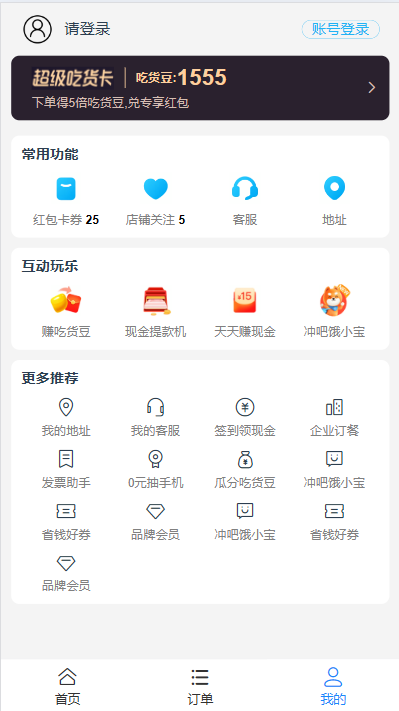 请登录 账号登录
超级吃货卡 吃货豆:1555
下单得5倍吃货豆,兑专享红包
常用功能
红包卡券 25 店铺关注 5 客服 地址
互动玩乐
¥15
赚吃货豆 现金提款机 天天赚现金 冲吧饿小宝
更多推荐
我的地址 我的客服 签到领现金 企业订餐
发票助手 0元抽手机 瓜分吃货豆 冲吧饿小宝
省钱好券 品牌会员 冲吧饿小宝 省钱好券
品牌会员
首页 订单 我的